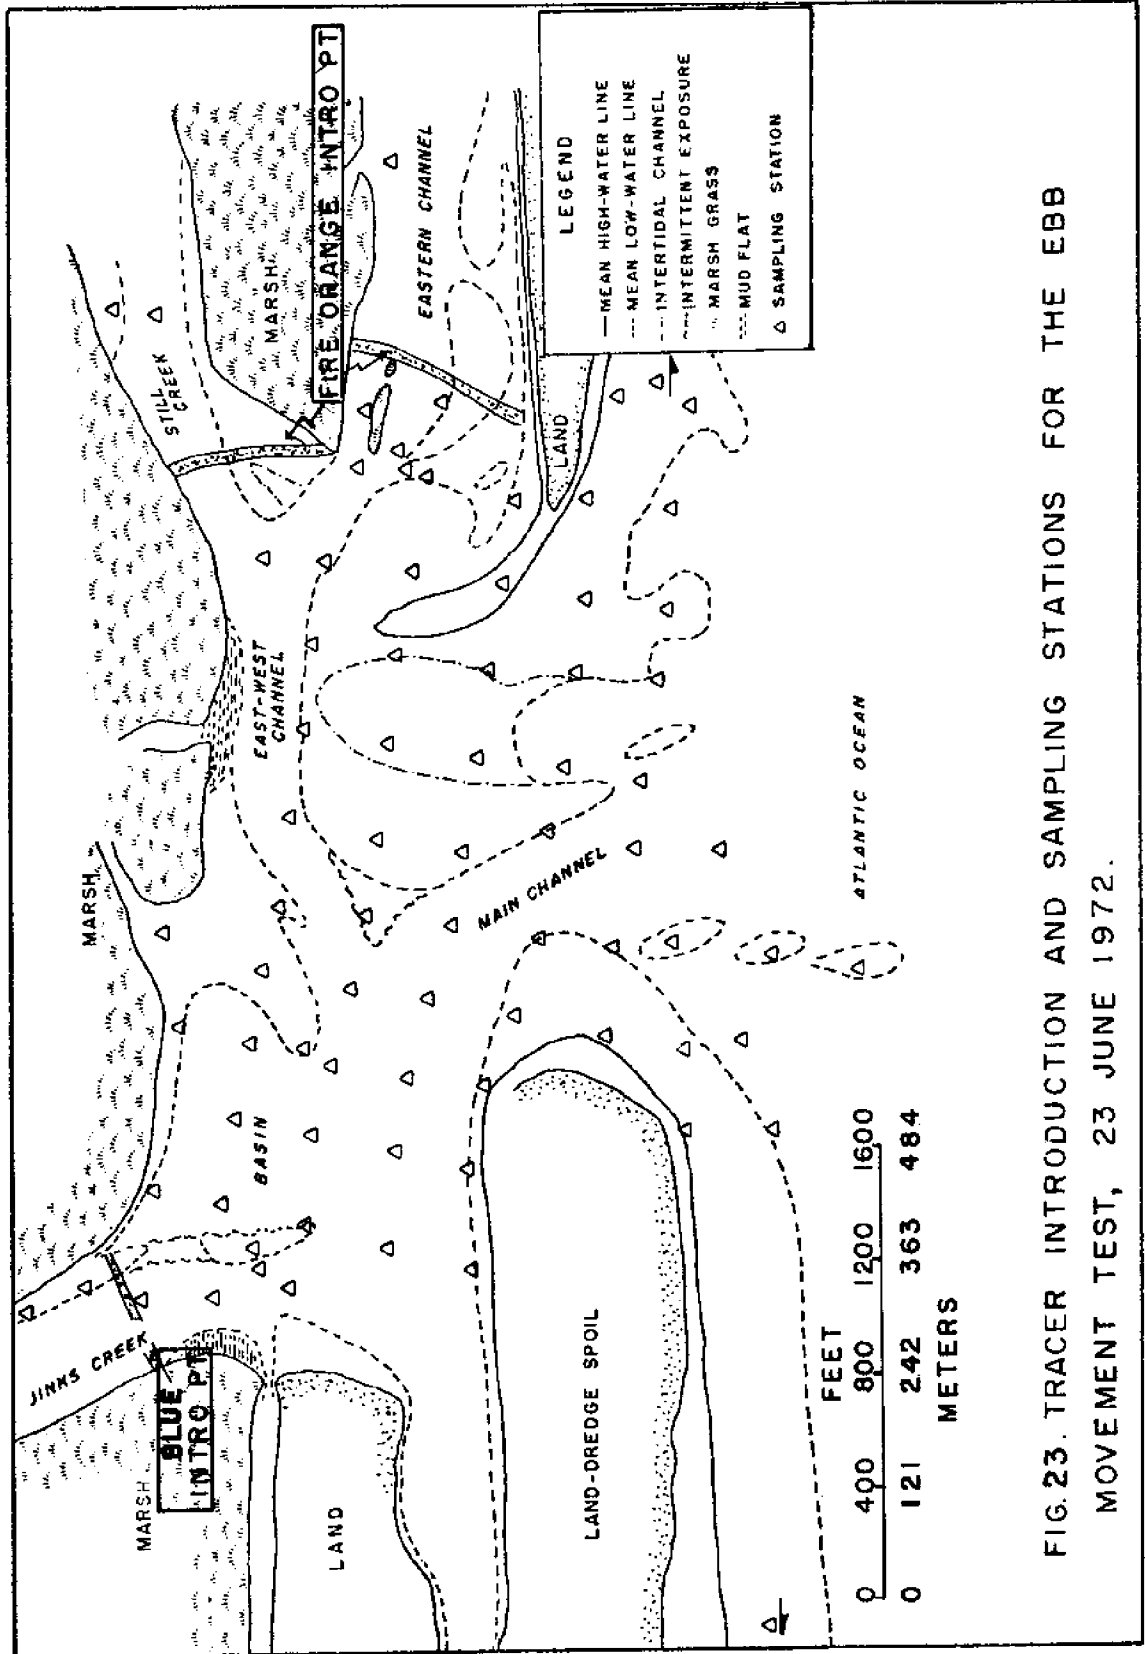 MARSH
JINKS CREEK
BLUE
INTRO PT
MARSH
STILL
CREEK
MARSH
FIRE ORANGE INTRO PT
EAST-WEST
CHANNEL
EASTERN CHANNEL
BASIN
LAND
MAIN CHANNEL
LAND
LAND-DREDGE SPOIL
ATLANTIC OCEAN
LEGEND
MEAN HIGH-WATER LINE
MEAN LOW-WATER LINE
INTERTIDAL CHANNEL
INTERMITTENT EXPOSURE
MARSH GRASS
MUD FLAT
SAMPLING STATION
FEET
0 400 800 1200 1600
0 121 242 363 484
METERS
FIG.23. TRACER INTRODUCTION AND SAMPLING STATIONS FOR THE EBB
MOVEMENT TEST, 23 JUNE 1972.